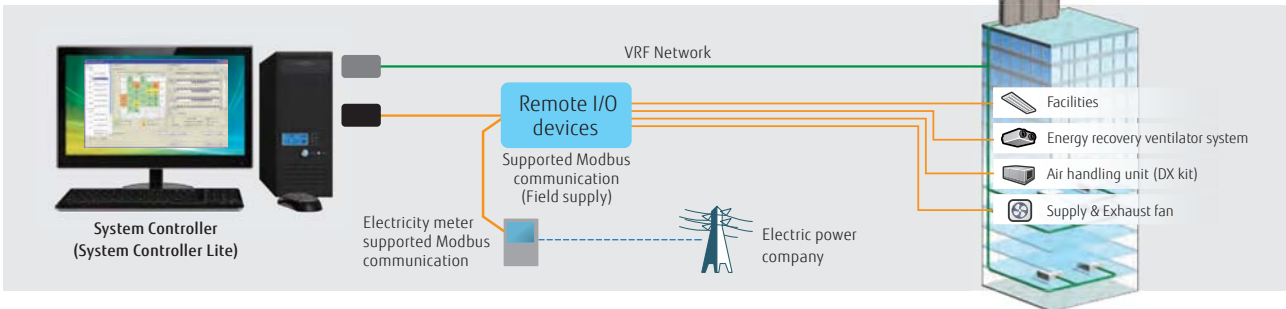 VRF Network
Remote I/O
devices
Supported Modbus
communication
(Field supply)
Facilities
Energy recovery ventilator system
Air handling unit (DX kit)
Supply & Exhaust fan
System Controller
(System Controller Lite)
Electricity meter
supported Modbus
communication
Electric power
company